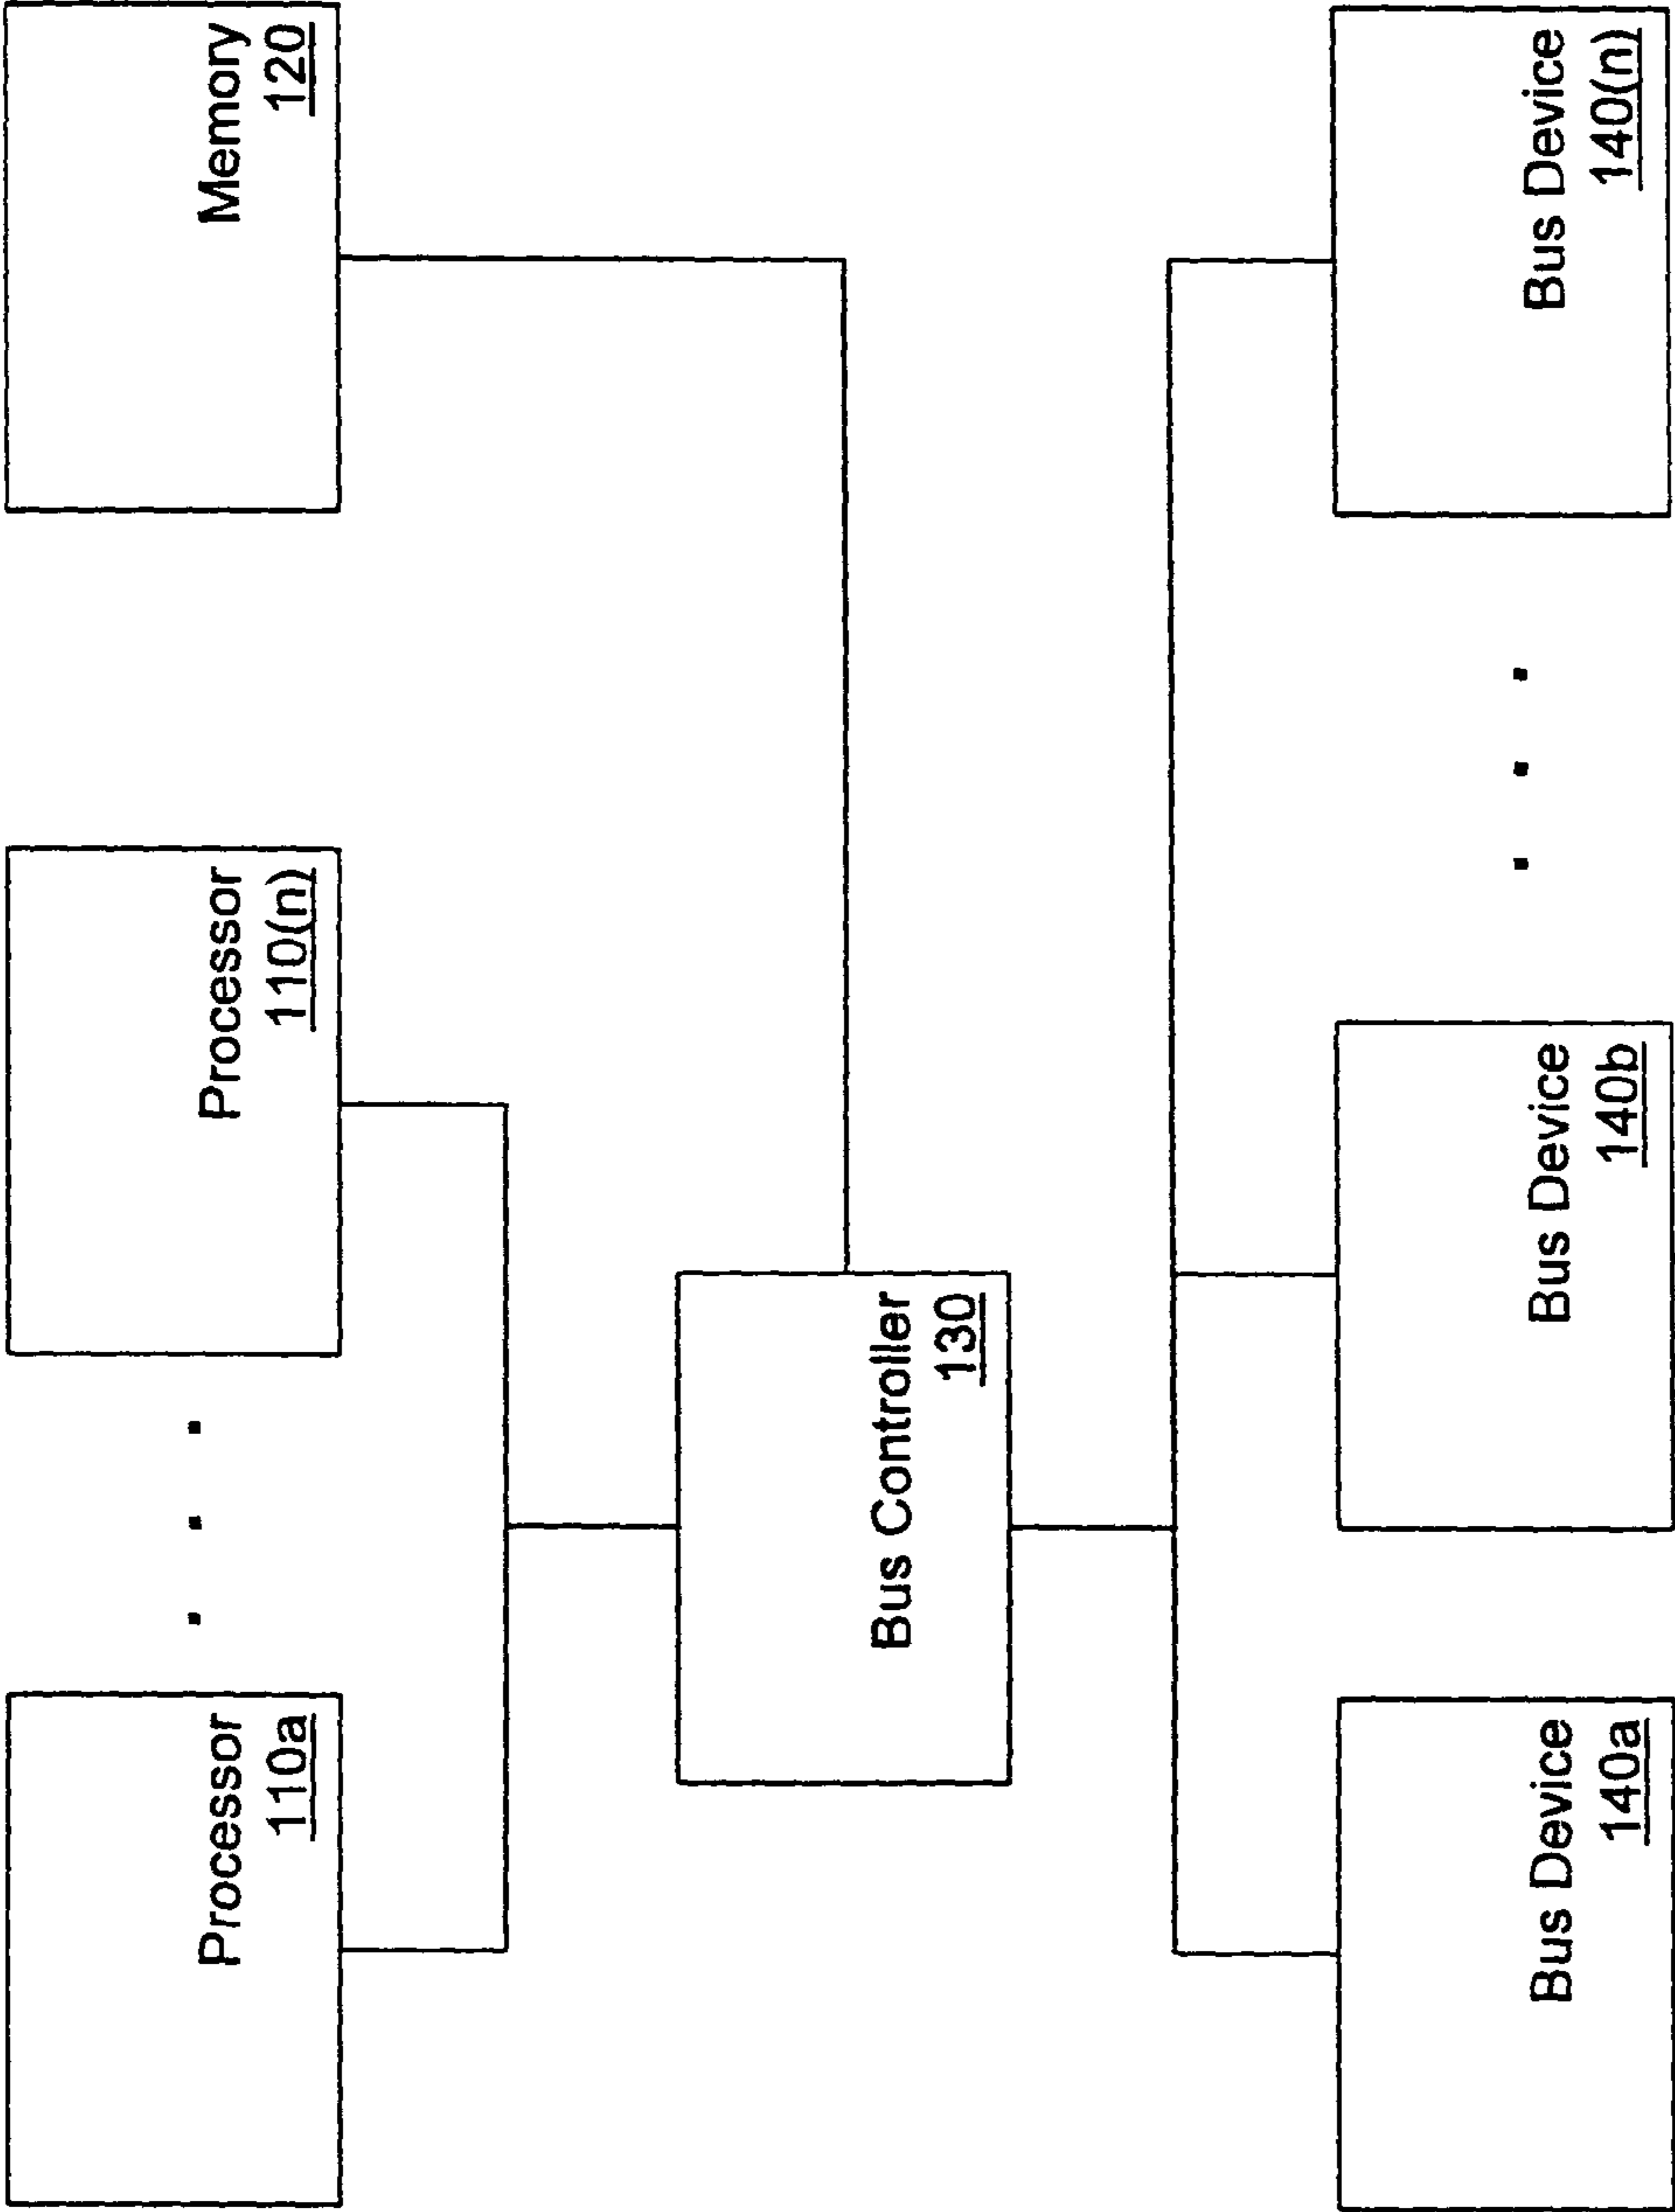 Processor
110a
. . .
Processor
110(n)
Memory
120
Bus Controller
130
Bus Device
140a
Bus Device
140b
. . .
Bus Device
140(n)